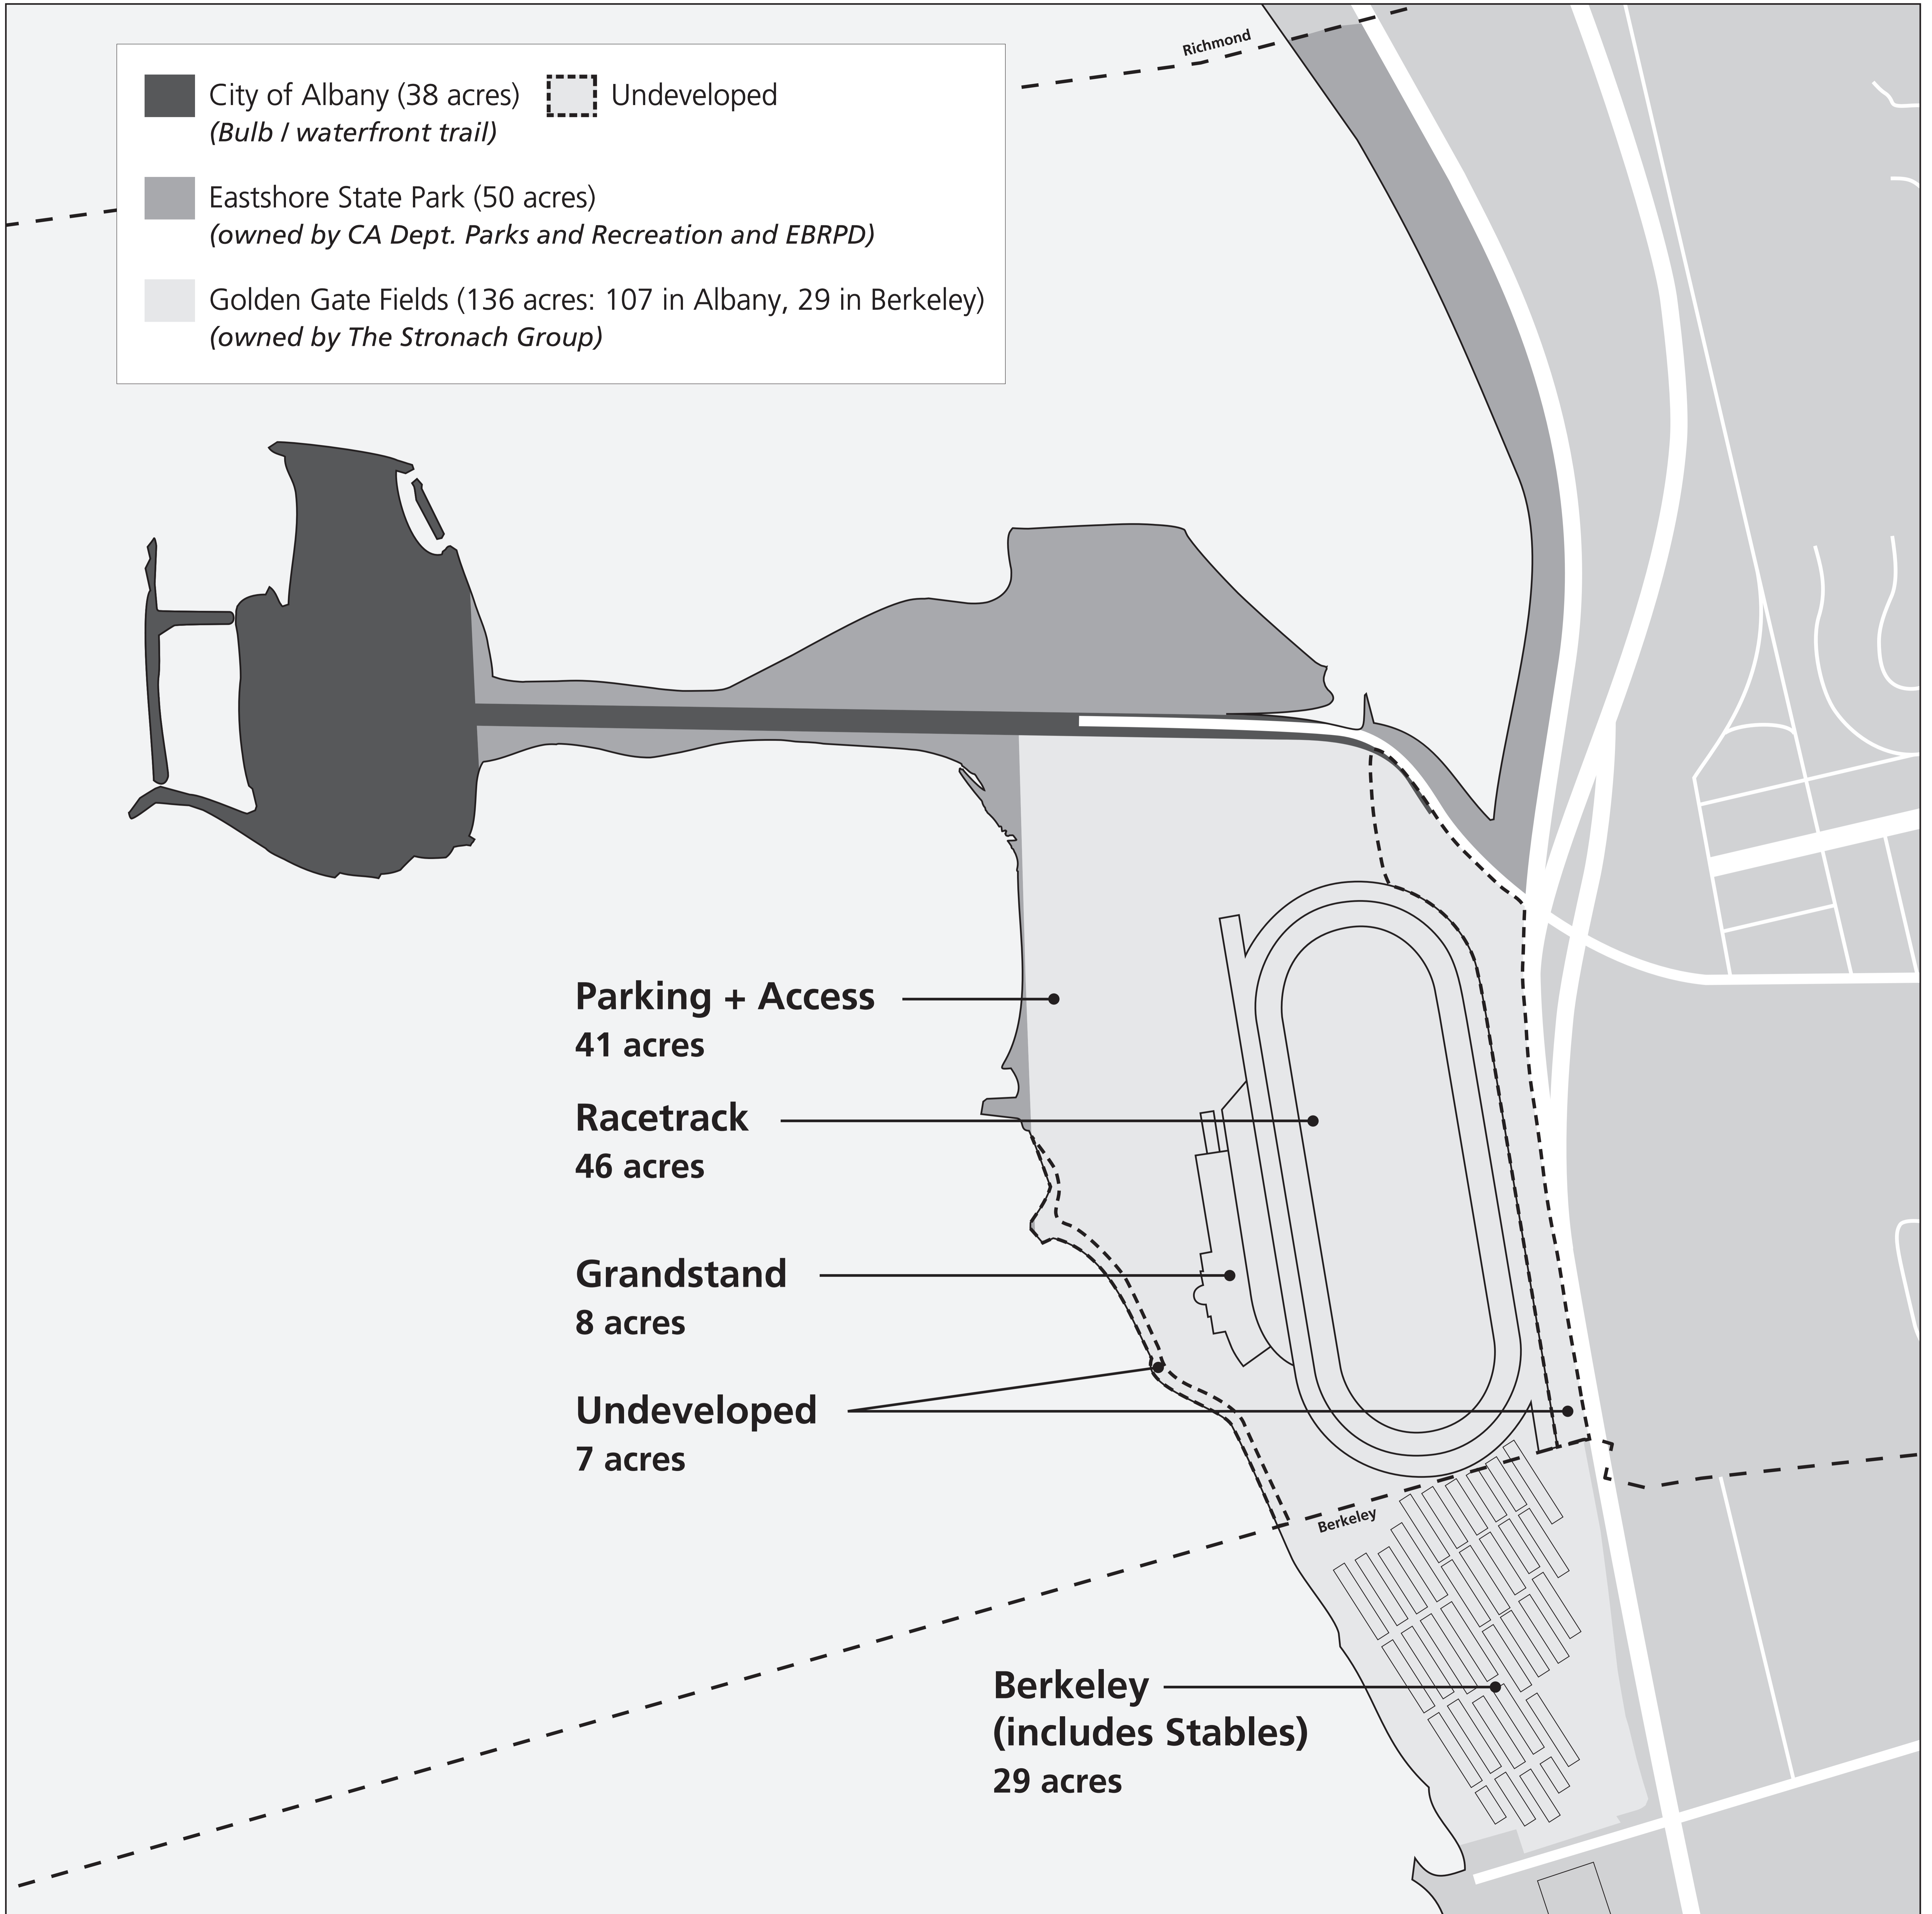 Richmond
City of Albany (38 acres)
(Bulb / waterfront trail)
Undeveloped
Eastshore State Park (50 acres)
(owned by CA Dept. Parks and Recreation and EBRPD)
Golden Gate Fields (136 acres: 107 in Albany, 29 in Berkeley)
(owned by The Stronach Group)
Parking + Access
41 acres
Racetrack
46 acres
Grandstand
8 acres
Undeveloped
7 acres
Berkeley
Berkeley
(includes Stables)
29 acres